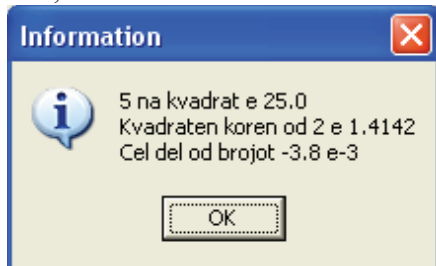 Information
5 na kvadrat e 25.0
Kvadraten koren od 2 e 1.4142
Cel del od brojot -3.8 e-3
OK